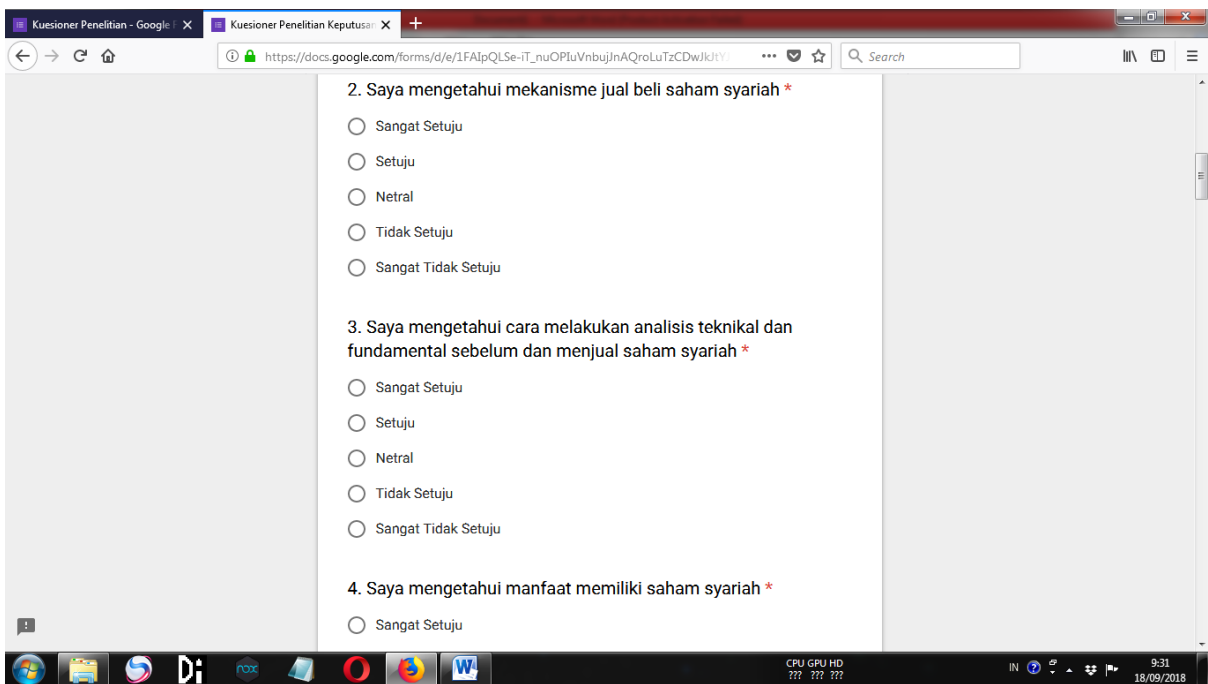 Kuesioner Penelitian - Google F
Kuesioner Penelitian Keputusan
https://docs.google.com/forms/d/e/1FAIpQLSe-iT_nuOPIuVnbujJnAQroLuTzCDwJkJtYJ
Search
2. Saya mengetahui mekanisme jual beli saham syariah *
Sangat Setuju
Setuju
Netral
Tidak Setuju
Sangat Tidak Setuju
3. Saya mengetahui cara melakukan analisis teknikal dan
fundamental sebelum dan menjual saham syariah *
Sangat Setuju
Setuju
Netral
Tidak Setuju
Sangat Tidak Setuju
4. Saya mengetahui manfaat memiliki saham syariah *
Sangat Setuju
Di
nox
W
CPU GPU HD
??? ??? ???
IN
9:31
18/09/2018